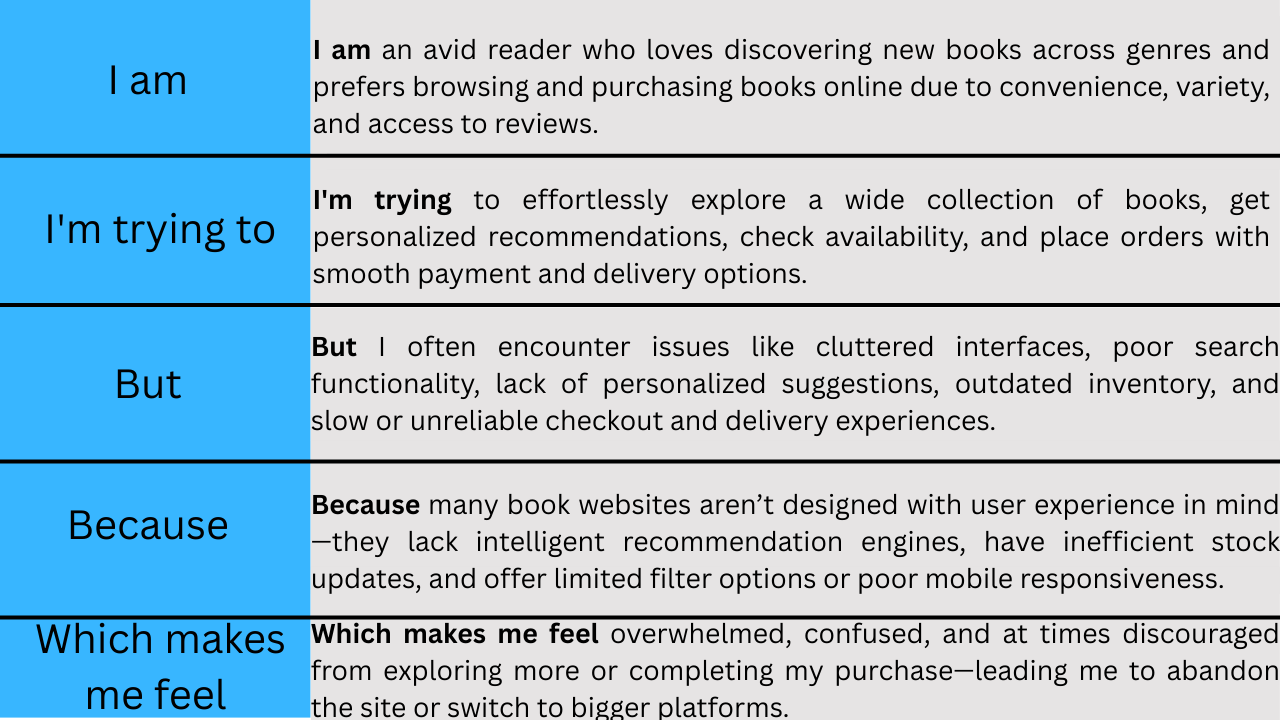 I am
I am an avid reader who loves discovering new books across genres and
prefers browsing and purchasing books online due to convenience, variety,
and access to reviews.
I'm trying to
I'm trying to effortlessly explore a wide collection of books, get
personalized recommendations, check availability, and place orders with
smooth payment and delivery options.
But
But I often encounter issues like cluttered interfaces, poor search
functionality, lack of personalized suggestions, outdated inventory, and
slow or unreliable checkout and delivery experiences.
Because
Because many book websites aren’t designed with user experience in mind
—they lack intelligent recommendation engines, have inefficient stock
updates, and offer limited filter options or poor mobile responsiveness.
Which makes
me feel
Which makes me feel overwhelmed, confused, and at times discouraged
from exploring more or completing my purchase—leading me to abandon
the site or switch to bigger platforms.